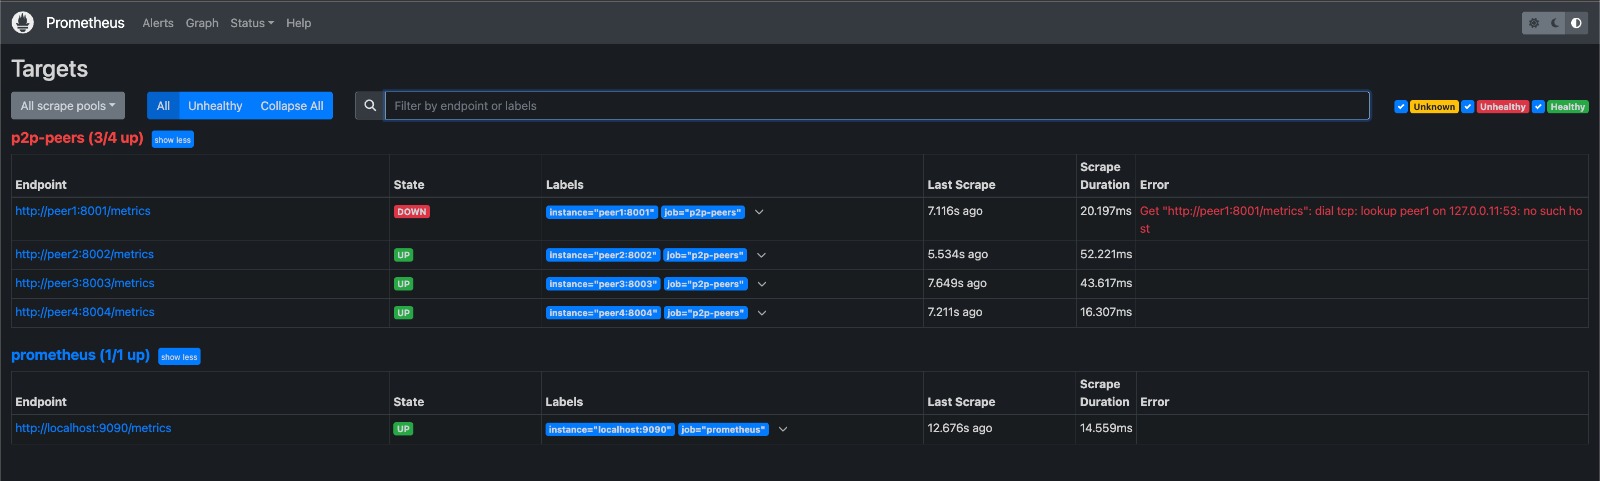 Prometheus Alerts Graph Status Help
Targets
All scrape pools All Unhealthy Collapse All Filter by endpoint or labels Unknown Unhealthy Healthy
p2p-peers (3/4 up) show less
Endpoint State Labels Last Scrape Scrape Duration Error
http://peer1:8001/metrics DOWN instance="peer1:8001" job="p2p-peers" 7.116s ago 20.197ms Get "http://peer1:8001/metrics": dial tcp: lookup peer1 on 127.0.0.11:53: no such ho
st
http://peer2:8002/metrics UP instance="peer2:8002" job="p2p-peers" 5.534s ago 52.221ms
http://peer3:8003/metrics UP instance="peer3:8003" job="p2p-peers" 7.649s ago 43.617ms
http://peer4:8004/metrics UP instance="peer4:8004" job="p2p-peers" 7.211s ago 16.307ms
prometheus (1/1 up) show less
Endpoint State Labels Last Scrape Scrape Duration Error
http://localhost:9090/metrics UP instance="localhost:9090" job="prometheus" 12.676s ago 14.559ms